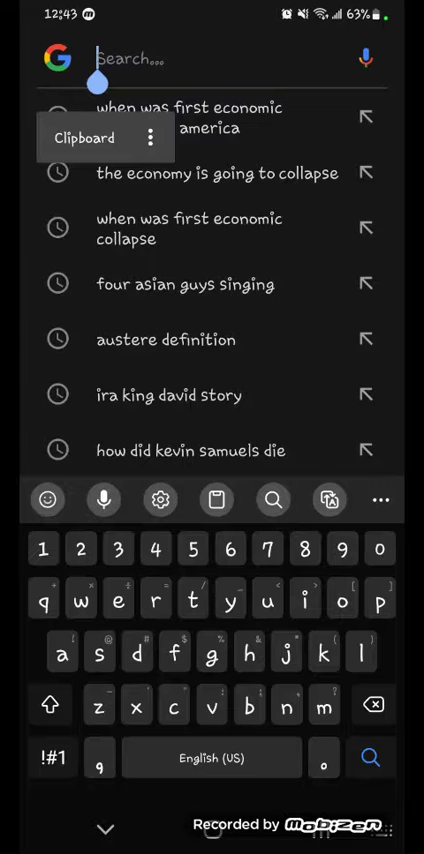 12:43
63%
Search...
when was first economic
america
Clipboard
the economy is going to collapse
when was first economic
collapse
four asian guys singing
austere definition
ira king david story
how did kevin samuels die
1 2 3 4 5 6 7 8 9 0
+ × ÷ = / _ < > [ ]
q w e r t y u i o p
! @ # $ % ^ & * ( )
a s d f g h j k l
- ' " : ; , ?
z x c v b n m
!#1 , English (US) .
Recorded by mobizen